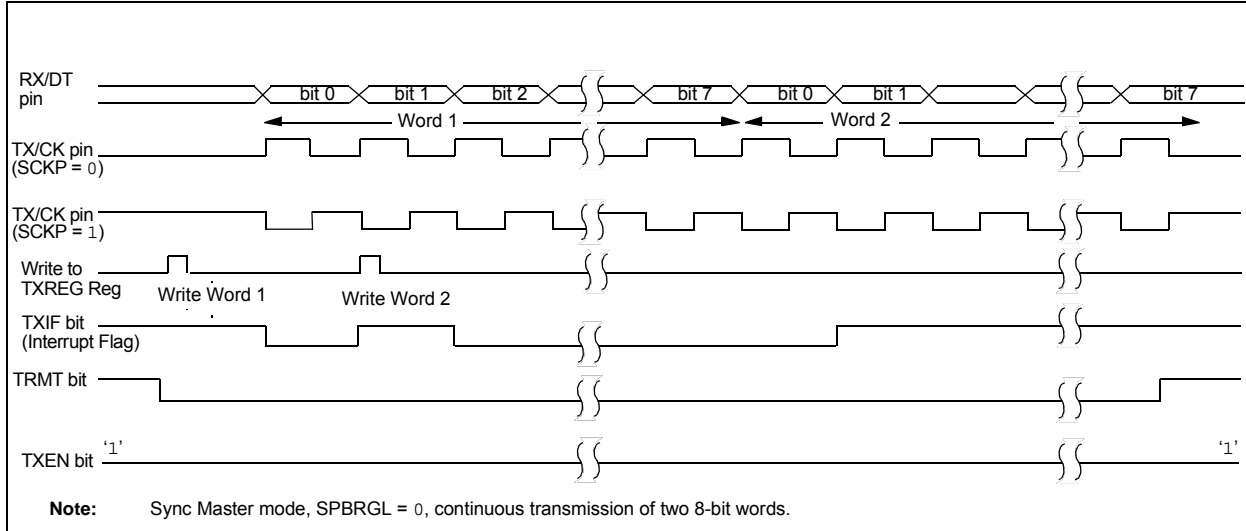 RX/DT
pin
bit 0 bit 1 bit 2 bit 7 bit 0 bit 1 bit 7
Word 1 Word 2
TX/CK pin
(SCKP = 0)
TX/CK pin
(SCKP = 1)
Write to
TXREG Reg
Write Word 1 Write Word 2
TXIF bit
(Interrupt Flag)
TRMT bit
TXEN bit ‘1’ ‘1’
Note: Sync Master mode, SPBRGL = 0, continuous transmission of two 8-bit words.